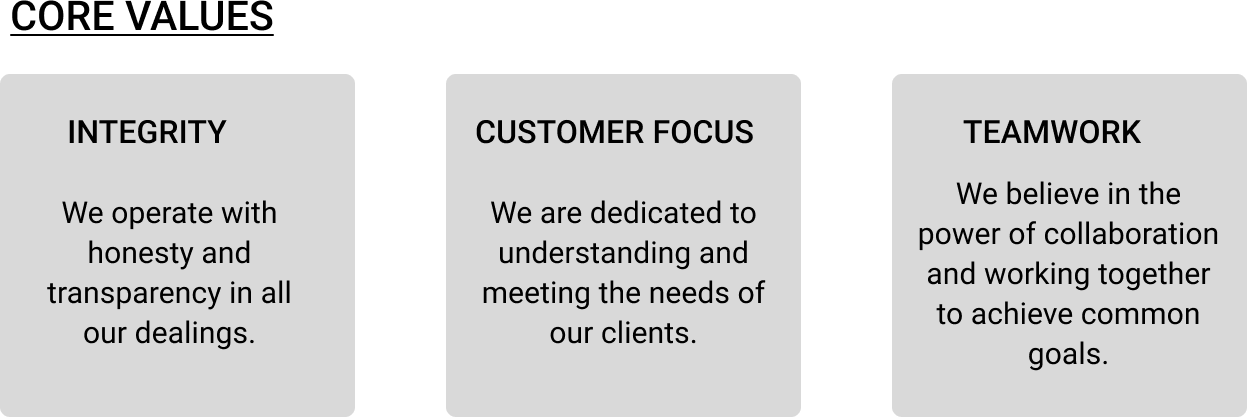 CORE VALUES
INTEGRITY
We operate with
honesty and
transparency in all
our dealings.
CUSTOMER FOCUS
We are dedicated to
understanding and
meeting the needs of
our clients.
TEAMWORK
We believe in the
power of collaboration
and working together
to achieve common
goals.